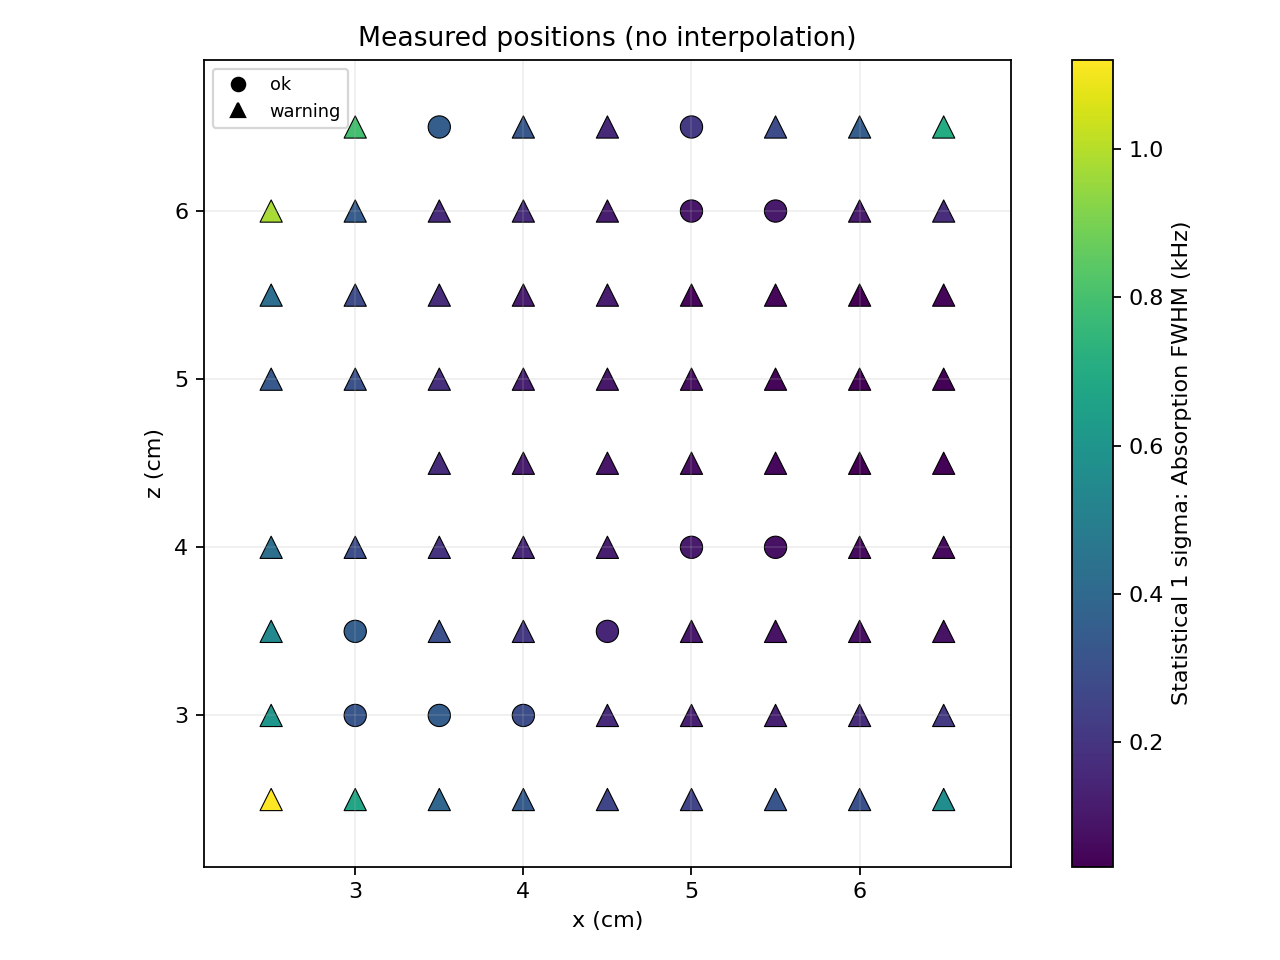 Measured positions (no interpolation)
ok
warning
6
5
4
3
z (cm)
3
4
5
6
x (cm)
1.0
0.8
0.6
0.4
0.2
Statistical 1 sigma: Absorption FWHM (kHz)